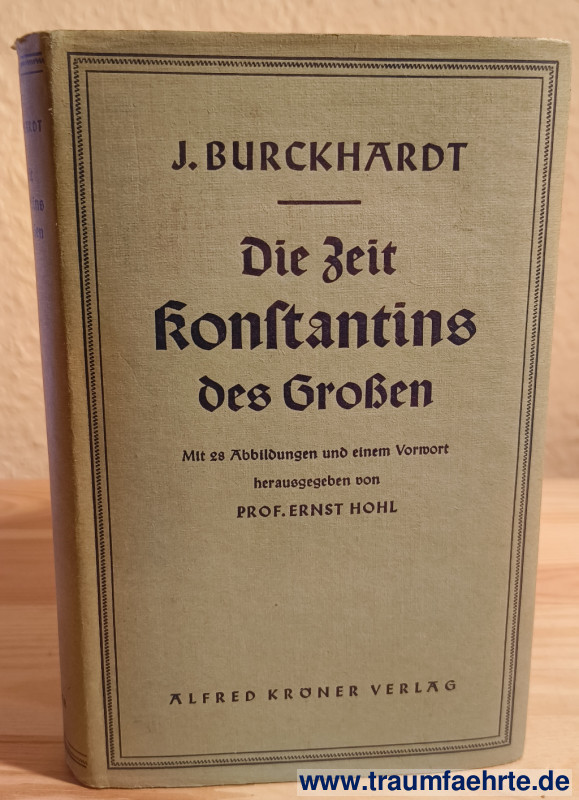 J. BURCKHARDT
Die Zeit
Konſtantins
des Großen
Mit 28 Abbildungen und einem Vorwort
herausgegeben von
PROF. ERNST HOHL
ALFRED KRÖNER VERLAG
www.traumfaehrte.de